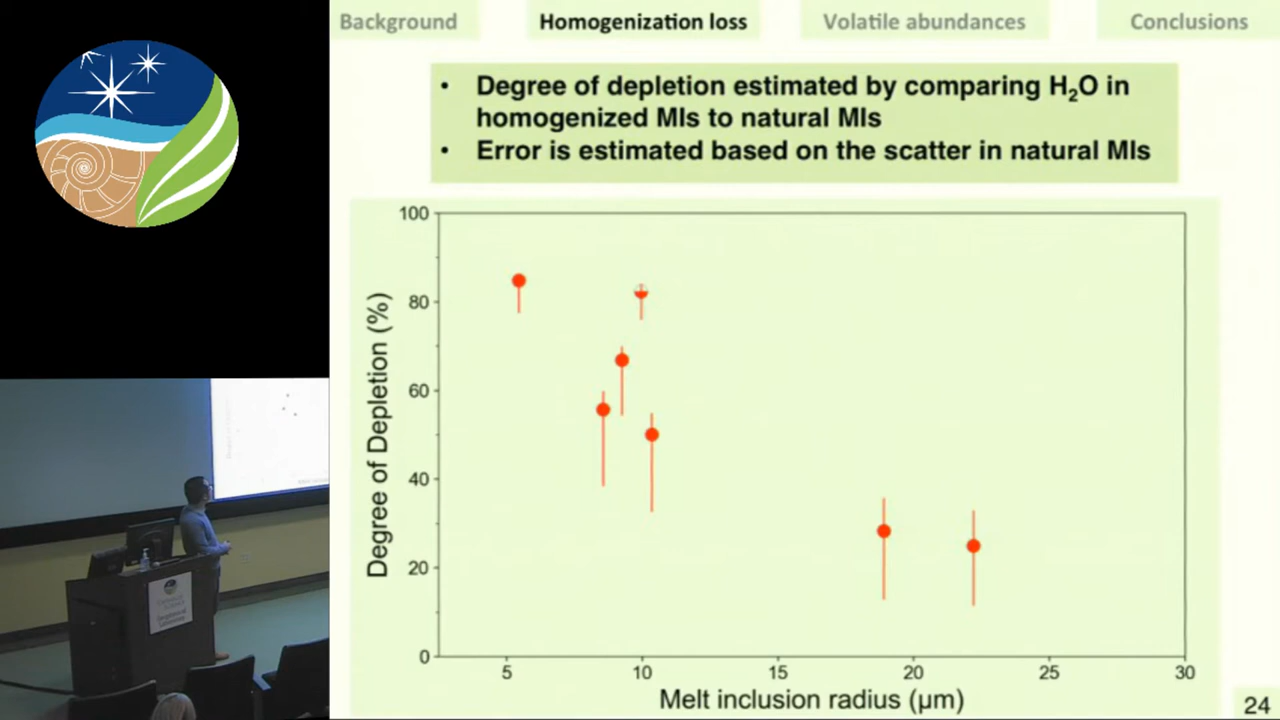 Background
Homogenization loss
Volatile abundances
Conclusions
• Degree of depletion estimated by comparing H₂O in
homogenized MIs to natural MIs
• Error is estimated based on the scatter in natural MIs
100
80
60
40
20
0
Degree of Depletion (%)
5
10
15
20
25
30
Melt inclusion radius (µm)
24